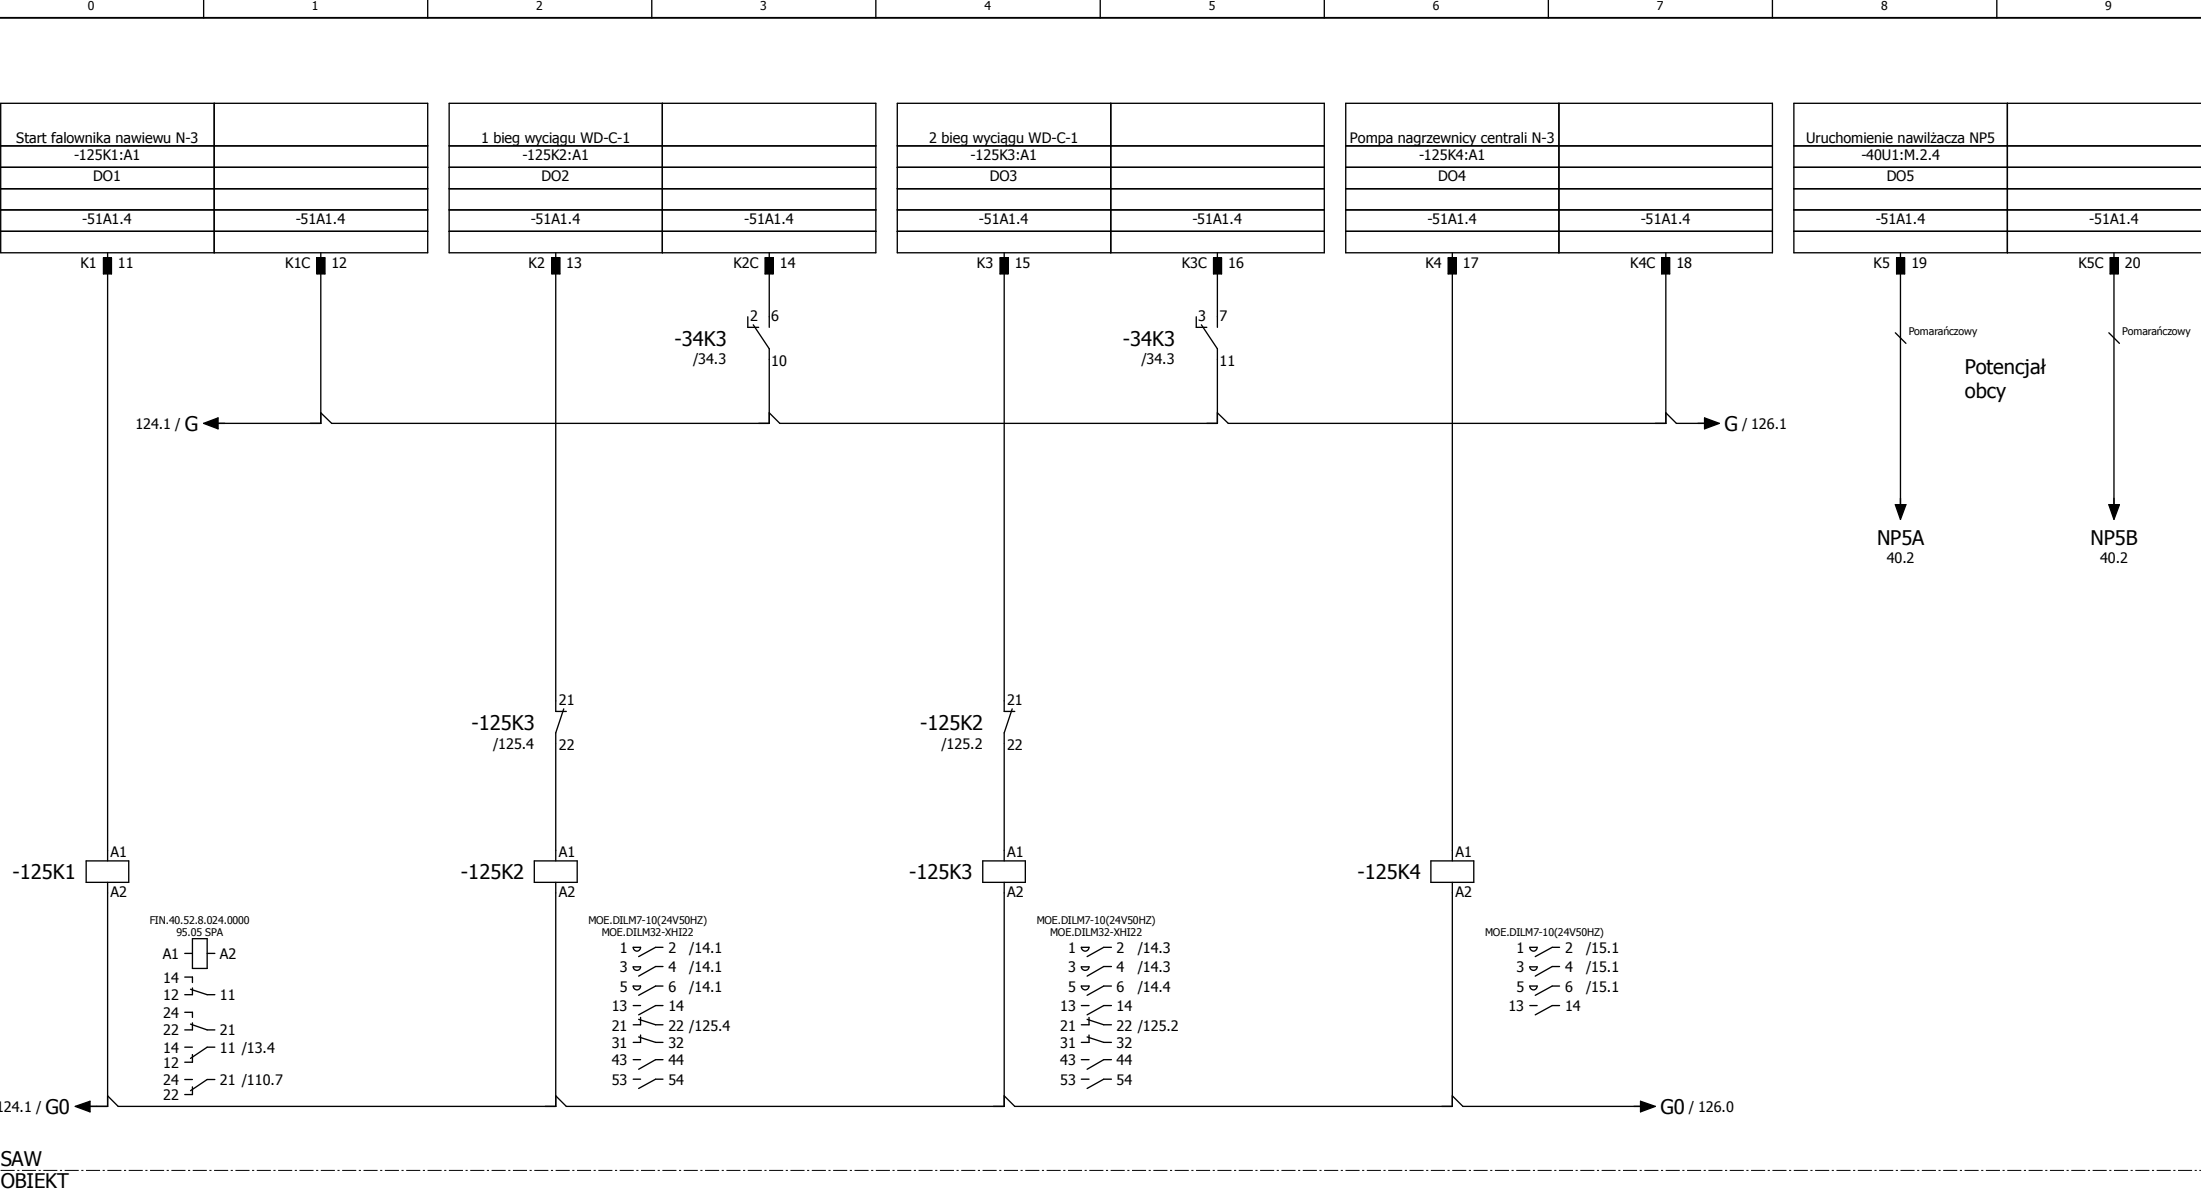 0 1 2 3 4 5 6 7 8 9
Start falownika nawiewu N-3 1 bieg wyciągu WD-C-1 2 bieg wyciągu WD-C-1 Pompa nagrzewnicy centrali N-3 Uruchomienie nawilżacza NP5
-125K1:A1 -125K2:A1 -125K3:A1 -125K4:A1 -40U1:M.2.4
DO1 DO2 DO3 DO4 DO5
-51A1.4 -51A1.4 -51A1.4 -51A1.4 -51A1.4 -51A1.4 -51A1.4 -51A1.4 -51A1.4 -51A1.4
K1 11 K1C 12 K2 13 K2C 14 K3 15 K3C 16 K4 17 K4C 18 K5 19 K5C 20
2 6 3 7
-34K3 -34K3 Pomarańczowy Pomarańczowy
/34.3 10 /34.3 11
Potencjał
obcy
124.1 / G G / 126.1
NP5A NP5B
40.2 40.2
21 21
-125K3 -125K2
/125.4 22 /125.2 22
A1 A1 A1 A1
-125K1 -125K2 -125K3 -125K4
A2 A2 A2 A2
FIN.40.52.8.024.0000
95.05 SPA
A1 A2
14
12 11
24
22 21
14 11 /13.4
12
24 21 /110.7
22
MOE.DILM7-10(24V50HZ)
MOE.DILM32-XHI22
1 2 /14.1
3 4 /14.1
5 6 /14.1
13 14
21 22 /125.4
31 32
43 44
53 54
MOE.DILM7-10(24V50HZ)
MOE.DILM32-XHI22
1 2 /14.3
3 4 /14.3
5 6 /14.4
13 14
21 22 /125.2
31 32
43 44
53 54
MOE.DILM7-10(24V50HZ)
1 2 /15.1
3 4 /15.1
5 6 /15.1
13 14
124.1 / G0 G0 / 126.0
SAW
OBIEKT